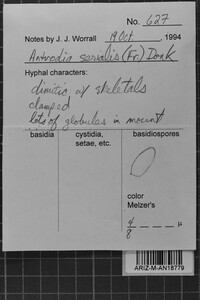 No. 627
Notes by J. J. Worrall 19 Oct., 1994
Antrodia serialis (Fr.) Donk
Hyphal characters:
dimitic w/ skeletals
clamped
lots of globules in mount
basidia cystidia, setae, etc. basidiospores
color
Melzer's
4
8
ARIZ-M-AN18779